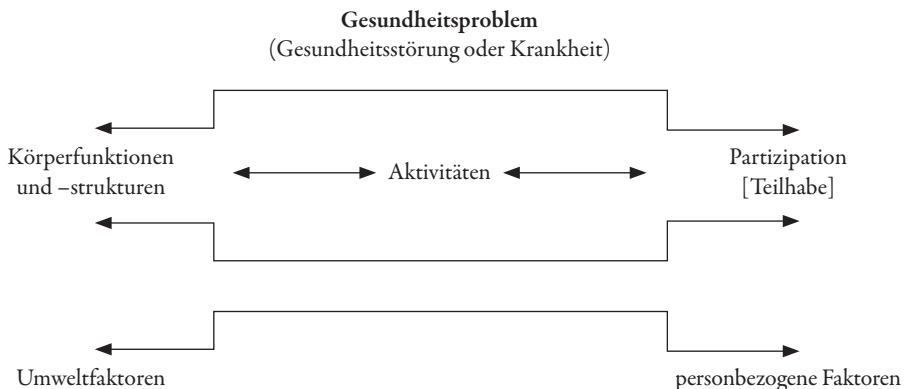 Gesundheitsproblem
(Gesundheitsstörung oder Krankheit)
Körperfunktionen
und –strukturen
Aktivitäten
Partizipation
[Teilhabe]
Umweltfaktoren
personbezogene Faktoren